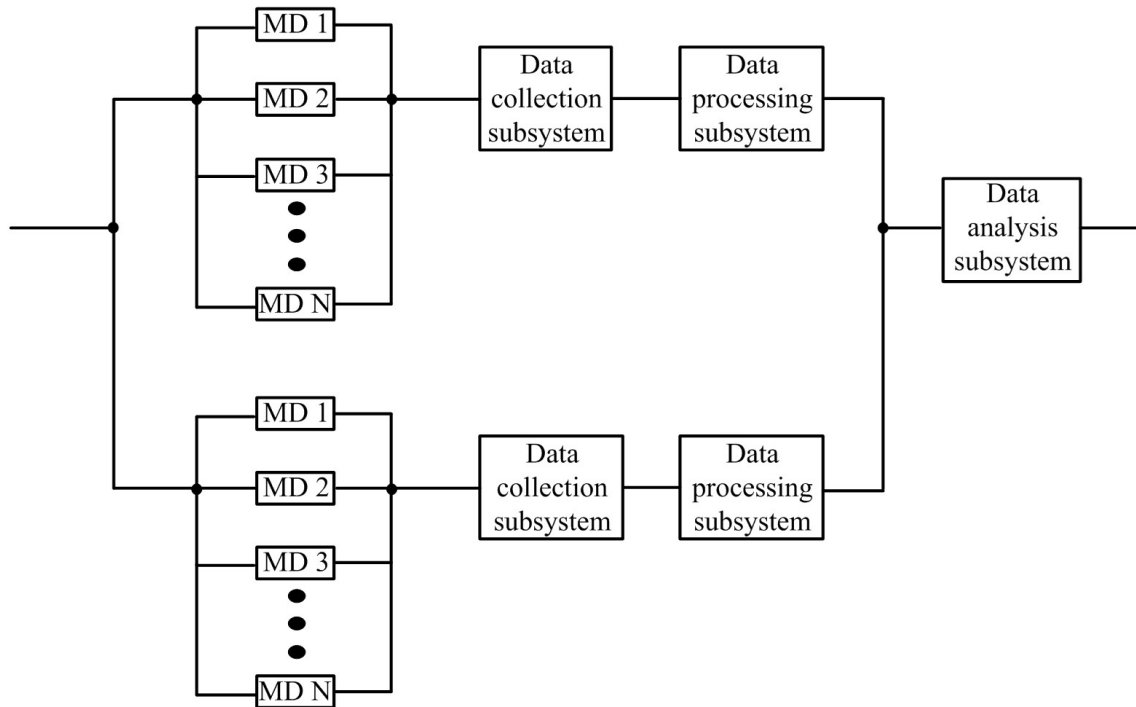 MD 1
MD 2
MD 3
MD N
Data
collection
subsystem
Data
processing
subsystem
Data
analysis
subsystem
MD 1
MD 2
MD 3
MD N
Data
collection
subsystem
Data
processing
subsystem